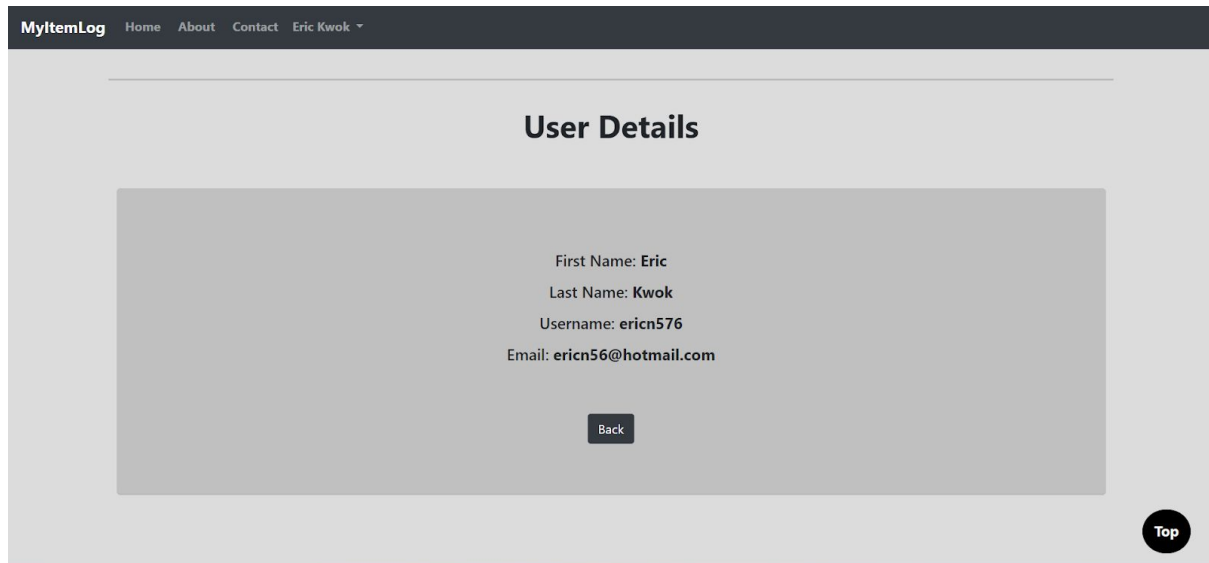 MyItemLog Home About Contact Eric Kwok
User Details
First Name: Eric
Last Name: Kwok
Username: ericn576
Email: ericn56@hotmail.com
Back
Top